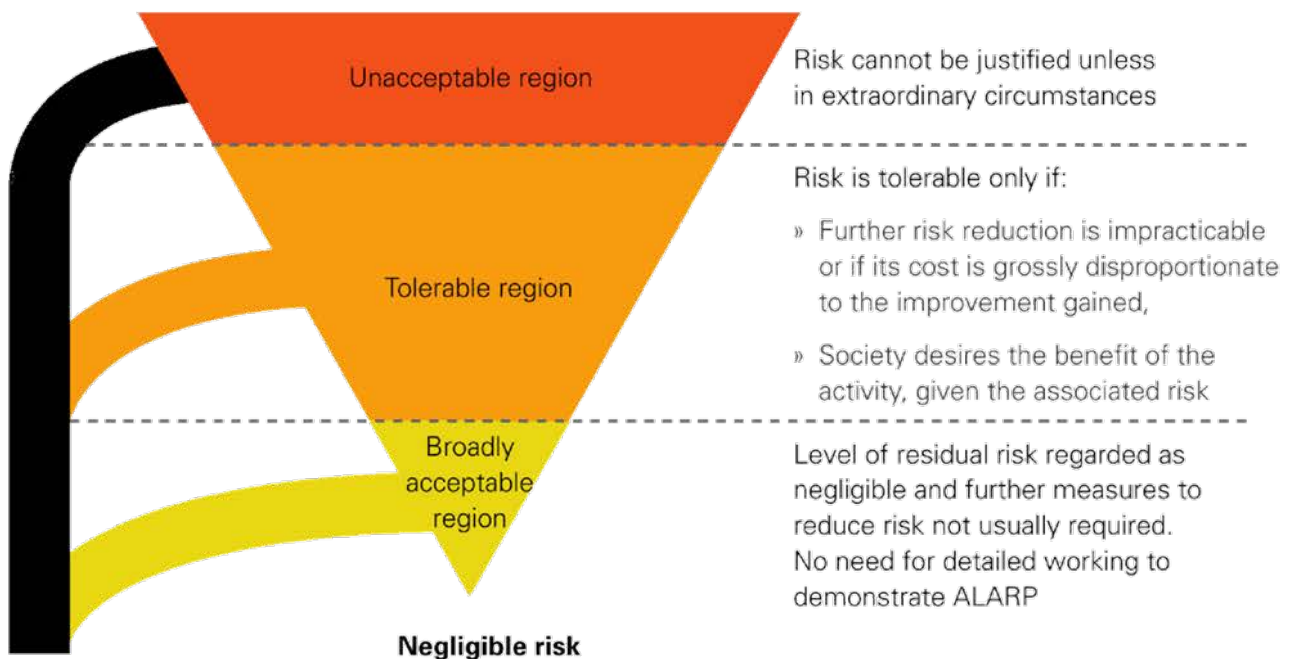 Unacceptable region
Risk cannot be justified unless
in extraordinary circumstances
Risk is tolerable only if:
» Further risk reduction is impracticable
or if its cost is grossly disproportionate
to the improvement gained,
Tolerable region
» Society desires the benefit of the
activity, given the associated risk
Broadly
acceptable
region
Level of residual risk regarded as
negligible and further measures to
reduce risk not usually required.
No need for detailed working to
demonstrate ALARP
Negligible risk